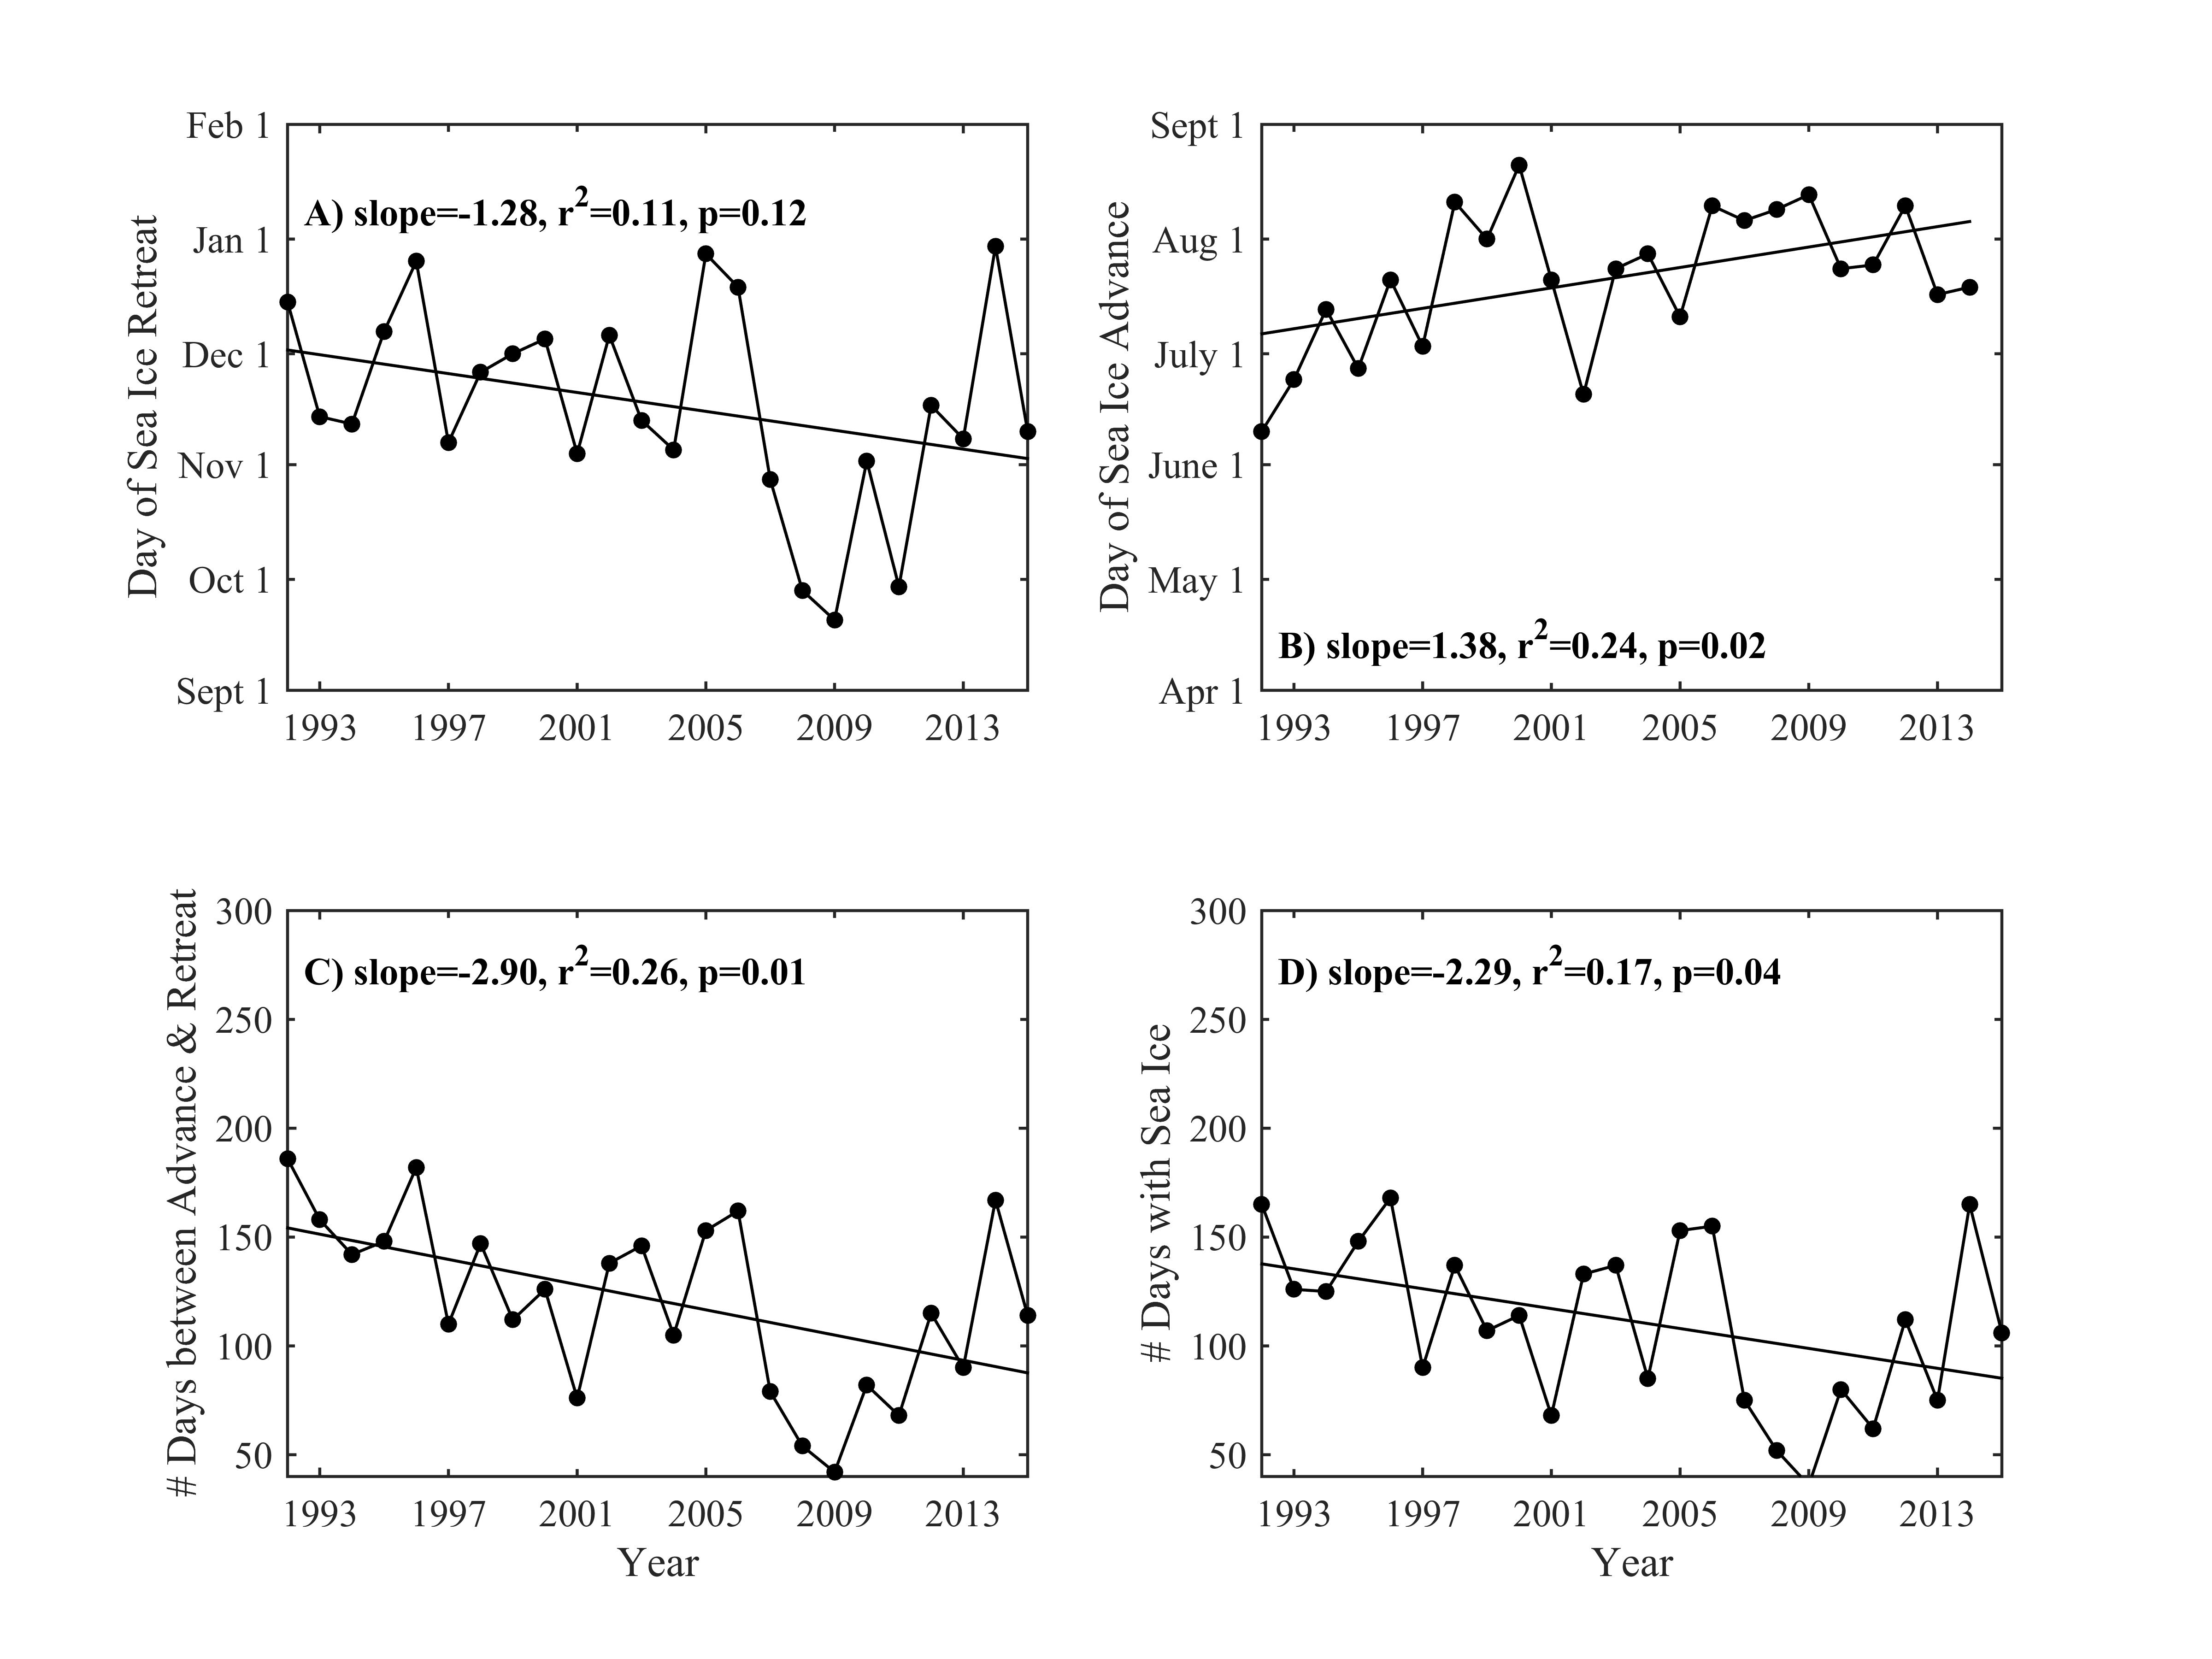 Feb 1
Jan 1
Dec 1
Nov 1
Oct 1
Sept 1
Day of Sea Ice Retreat
A) slope=-1.28, r²=0.11, p=0.12
1993 1997 2001 2005 2009 2013
Sept 1
Aug 1
July 1
June 1
May 1
Apr 1
Day of Sea Ice Advance
B) slope=1.38, r²=0.24, p=0.02
1993 1997 2001 2005 2009 2013
300
250
200
150
100
50
# Days between Advance & Retreat
C) slope=-2.90, r²=0.26, p=0.01
1993 1997 2001 2005 2009 2013
Year
300
250
200
150
100
50
# Days with Sea Ice
D) slope=-2.29, r²=0.17, p=0.04
1993 1997 2001 2005 2009 2013
Year